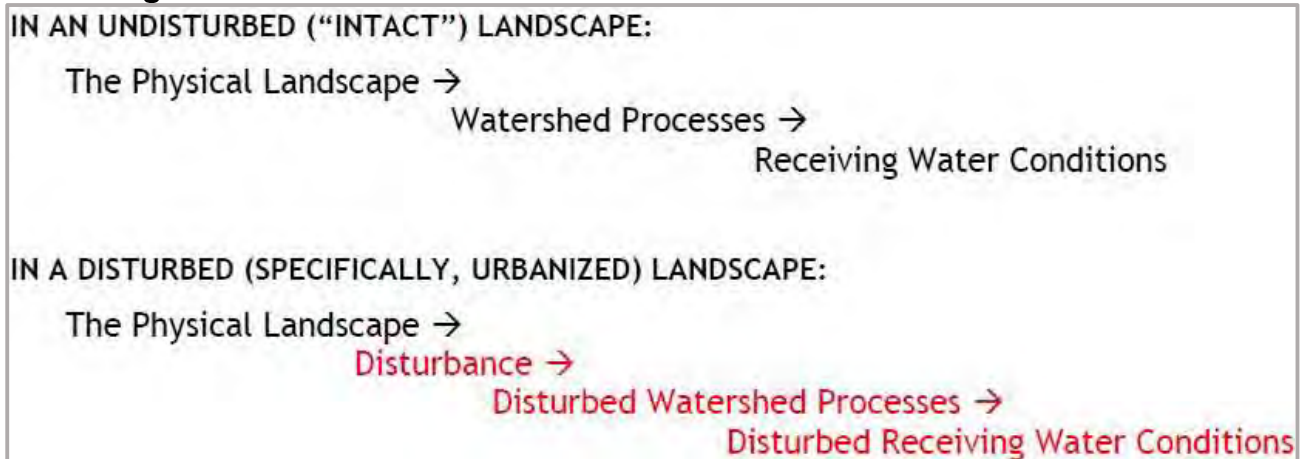 IN AN UNDISTURBED (“INTACT”) LANDSCAPE:
The Physical Landscape →
Watershed Processes →
Receiving Water Conditions
IN A DISTURBED (SPECIFICALLY, URBANIZED) LANDSCAPE:
The Physical Landscape →
Disturbance →
Disturbed Watershed Processes →
Disturbed Receiving Water Conditions